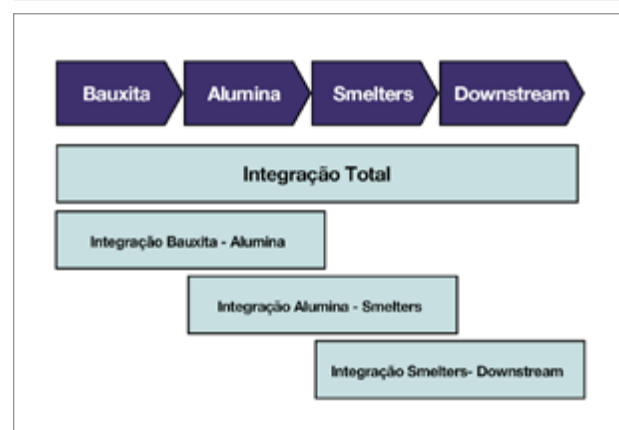 Bauxita Alumina Smelters Downstream
Integração Total
Integração Bauxita - Alumina
Integração Alumina - Smelters
Integração Smelters- Downstream